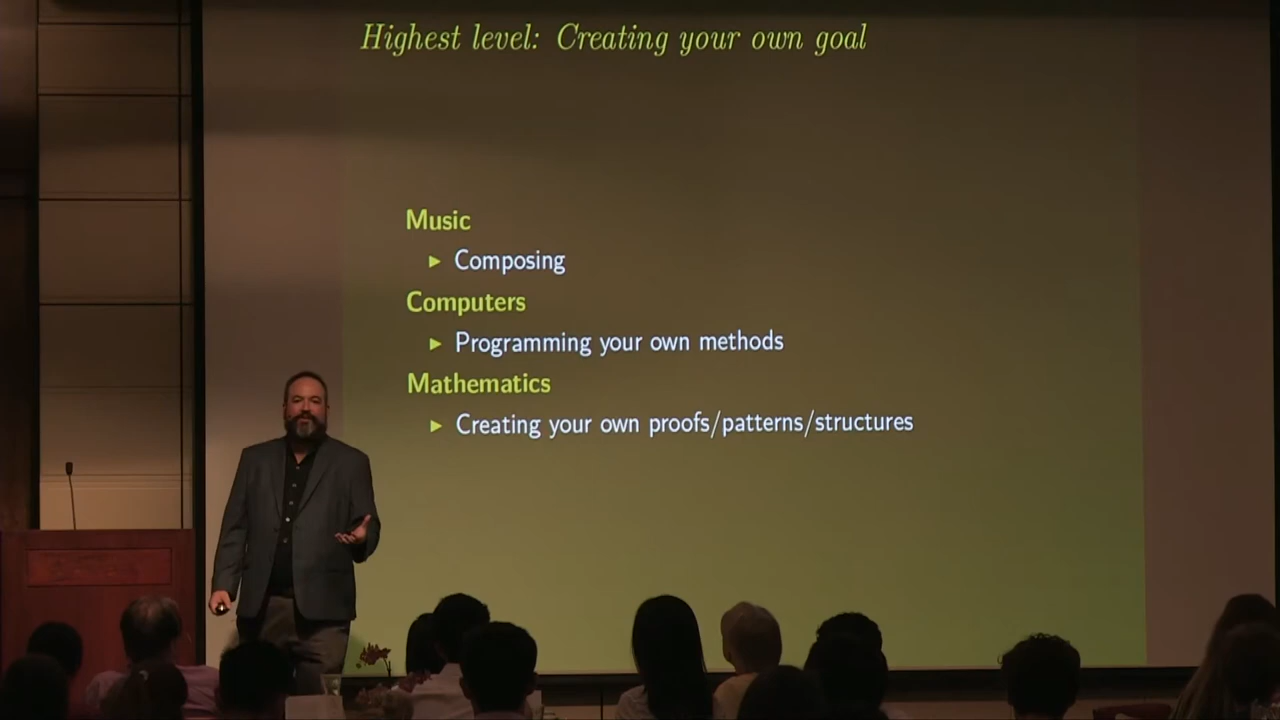 Highest level: Creating your own goal
Music
▶ Composing
Computers
▶ Programming your own methods
Mathematics
▶ Creating your own proofs/patterns/structures